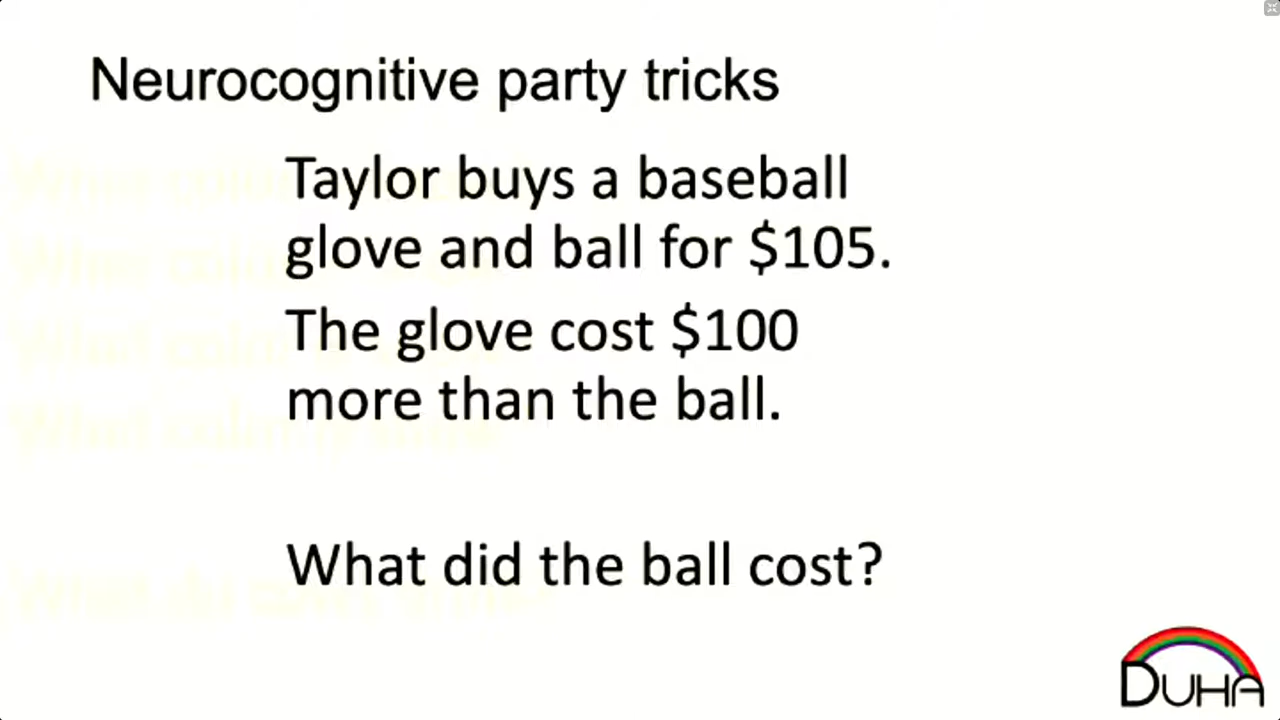 Neurocognitive party tricks
Taylor buys a baseball
glove and ball for $105.
The glove cost $100
more than the ball.
What did the ball cost?
DUHA